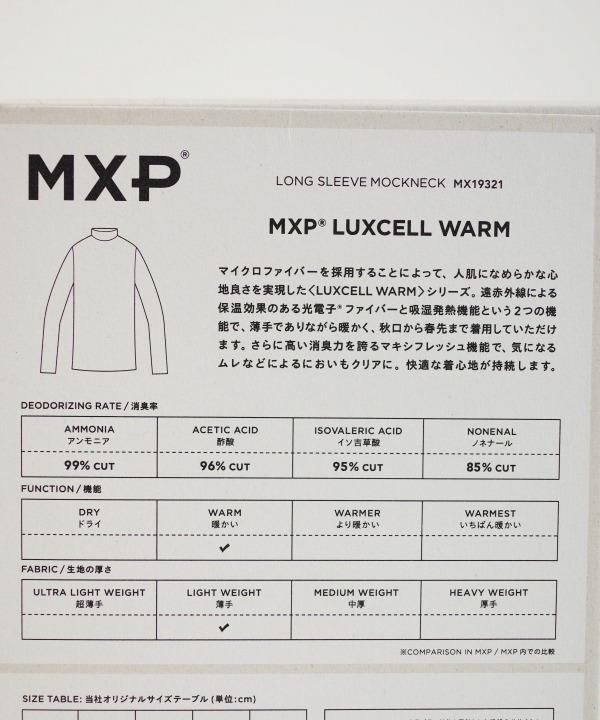 MXP®
LONG SLEEVE MOCKNECK MX19321
MXP® LUXCELL WARM
マイクロファイバーを採用することによって、人肌になめらかな心
地良さを実現した〈LUXCELL WARM〉シリーズ。遠赤外線による
保温効果のある光電子®ファイバーと吸湿発熱機能という2つの機
能で、薄手でありながら暖かく、秋口から春先まで着用していただけ
ます。さらに高い消臭力を誇るマキシフレッシュ機能で、気になる
ムレなどによるにおいもクリアに。快適な着心地が持続します。
DEODORIZING RATE / 消臭率
AMMONIA ACETIC ACID ISOVALERIC ACID NONENAL
アンモニア 酢酸 イソ吉草酸 ノネナール
99% CUT 96% CUT 95% CUT 85% CUT
FUNCTION / 機能
DRY WARM WARMER WARMEST
ドライ 暖かい より暖かい いちばん暖かい
✓
FABRIC / 生地の厚さ
ULTRA LIGHT WEIGHT LIGHT WEIGHT MEDIUM WEIGHT HEAVY WEIGHT
超薄手 薄手 中厚 厚手
✓
※COMPARISON IN MXP / MXP 内での比較
SIZE TABLE: 当社オリジナルサイズテーブル (単位:cm)